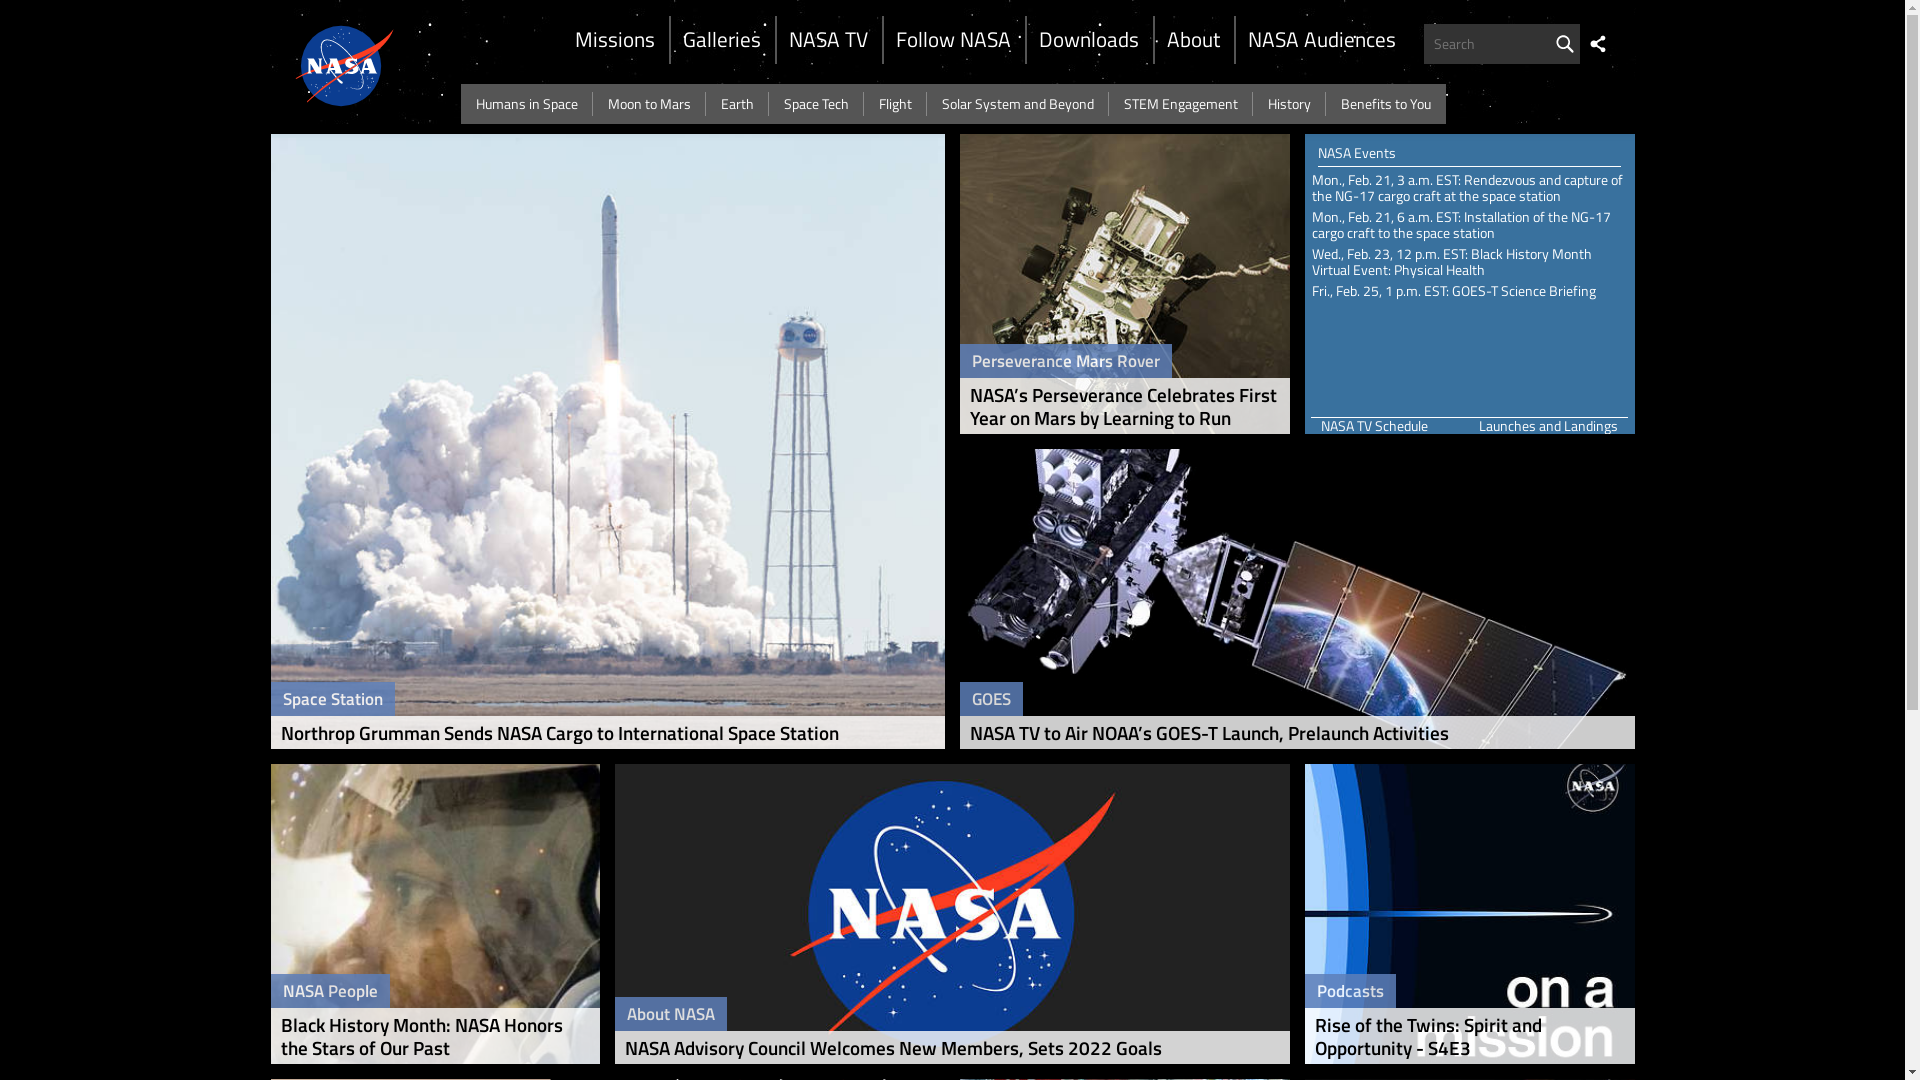 NASA
Missions
Galleries
NASA TV
Follow NASA
Downloads
About
NASA Audiences
Search
Humans in Space
Moon to Mars
Earth
Space Tech
Flight
Solar System and Beyond
STEM Engagement
History
Benefits to You
Space Station
Northrop Grumman Sends NASA Cargo to International Space Station
Perseverance Mars Rover
NASA’s Perseverance Celebrates First
Year on Mars by Learning to Run
NASA Events
Mon., Feb. 21, 3 a.m. EST: Rendezvous and capture of
the NG-17 cargo craft at the space station
Mon., Feb. 21, 6 a.m. EST: Installation of the NG-17
cargo craft to the space station
Wed., Feb. 23, 12 p.m. EST: Black History Month
Virtual Event: Physical Health
Fri., Feb. 25, 1 p.m. EST: GOES-T Science Briefing
NASA TV Schedule
Launches and Landings
GOES
NASA TV to Air NOAA’s GOES-T Launch, Prelaunch Activities
NASA People
Black History Month: NASA Honors
the Stars of Our Past
NASA
About NASA
NASA Advisory Council Welcomes New Members, Sets 2022 Goals
NASA
on a
mission
Podcasts
Rise of the Twins: Spirit and
Opportunity - S4E3